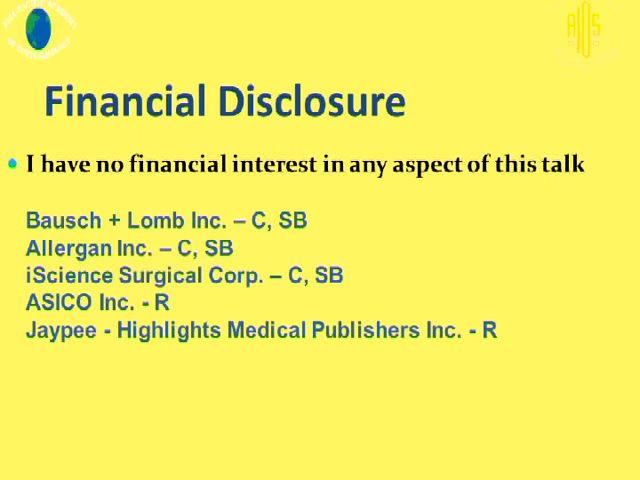 Financial Disclosure
I have no financial interest in any aspect of this talk
Bausch + Lomb Inc. – C, SB
Allergan Inc. – C, SB
iScience Surgical Corp. – C, SB
ASICO Inc. - R
Jaypee - Highlights Medical Publishers Inc. - R